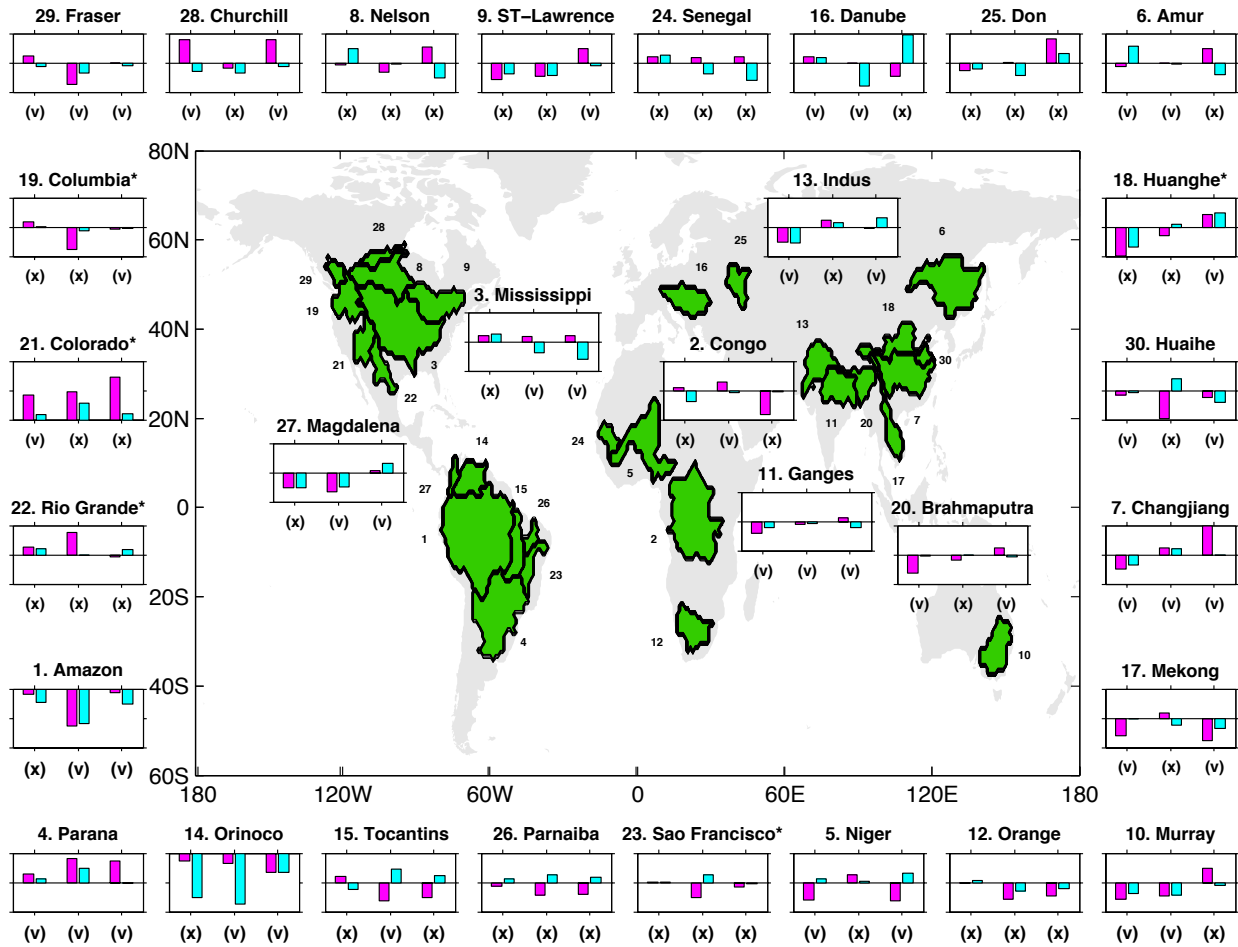 29. Fraser 28. Churchill 8. Nelson 9. ST−Lawrence 24. Senegal 16. Danube 25. Don 6. Amur
(v) (v) (v) (v) (x) (v) (v) (x) (x) (x) (x) (v) (x) (x) (x) (v) (v) (x) (x) (x) (x) (v) (v) (x)
80N
19. Columbia*
(x) (x) (v)
13. Indus
(v) (x) (v)
18. Huanghe*
(x) (x) (v)
60N
28
25
6
8
9
16
29
3. Mississippi
(x) (v) (v)
19
18
40N
13
21. Colorado*
(v) (x) (x)
2. Congo
(x) (v) (x)
30. Huaihe
(v) (x) (x)
21
3
30
22
20N
27. Magdalena
(x) (v) (v)
14
24
11
20
7
5
17
11. Ganges
(v) (v) (v)
27
15
26
22. Rio Grande*
(v) (x) (x)
0
1
2
20. Brahmaputra
(v) (x) (v)
7. Changjiang
(v) (v) (x)
23
20S
4
12
10
1. Amazon
(x) (v) (v)
40S
17. Mekong
(v) (x) (v)
60S
180 120W 60W 0 60E 120E 180
4. Parana 14. Orinoco 15. Tocantins 26. Parnaiba 23. Sao Francisco* 5. Niger 12. Orange 10. Murray
(v) (v) (v) (x) (v) (v) (x) (v) (x) (x) (x) (x) (x) (x) (x) (v) (x) (v) (x) (x) (x) (v) (v) (x)